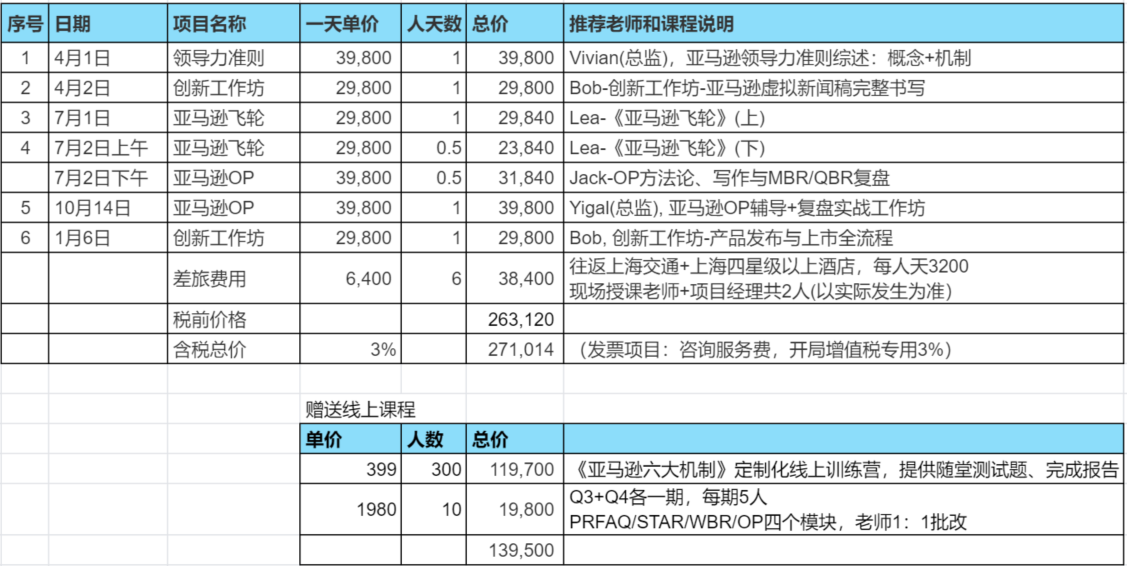 序号 日期 项目名称 一天单价 人天数 总价 推荐老师和课程说明
1 4月1日 领导力准则 39,800 1 39,800 Vivian(总监)，亚马逊领导力准则综述：概念+机制
2 4月2日 创新工作坊 29,800 1 29,800 Bob-创新工作坊-亚马逊虚拟新闻稿完整书写
3 7月1日 亚马逊飞轮 29,800 1 29,840 Lea-《亚马逊飞轮》(上)
4 7月2日上午 亚马逊飞轮 29,800 0.5 23,840 Lea-《亚马逊飞轮》(下)
7月2日下午 亚马逊OP 39,800 0.5 31,840 Jack-OP方法论、写作与MBR/QBR复盘
5 10月14日 亚马逊OP 39,800 1 39,800 Yigal(总监), 亚马逊OP辅导+复盘实战工作坊
6 1月6日 创新工作坊 29,800 1 29,800 Bob, 创新工作坊-产品发布与上市全流程
差旅费用 6,400 6 38,400 往返上海交通+上海四星级以上酒店，每人天3200
现场授课老师+项目经理共2人(以实际发生为准)
税前价格 263,120
含税总价 3% 271,014 （发票项目：咨询服务费，开局增值税专用3%）
赠送线上课程
单价 人数 总价
399 300 119,700 《亚马逊六大机制》定制化线上训练营，提供随堂测试题、完成报告
1980 10 19,800 Q3+Q4各一期，每期5人
PRFAQ/STAR/WBR/OP四个模块，老师1：1批改
139,500